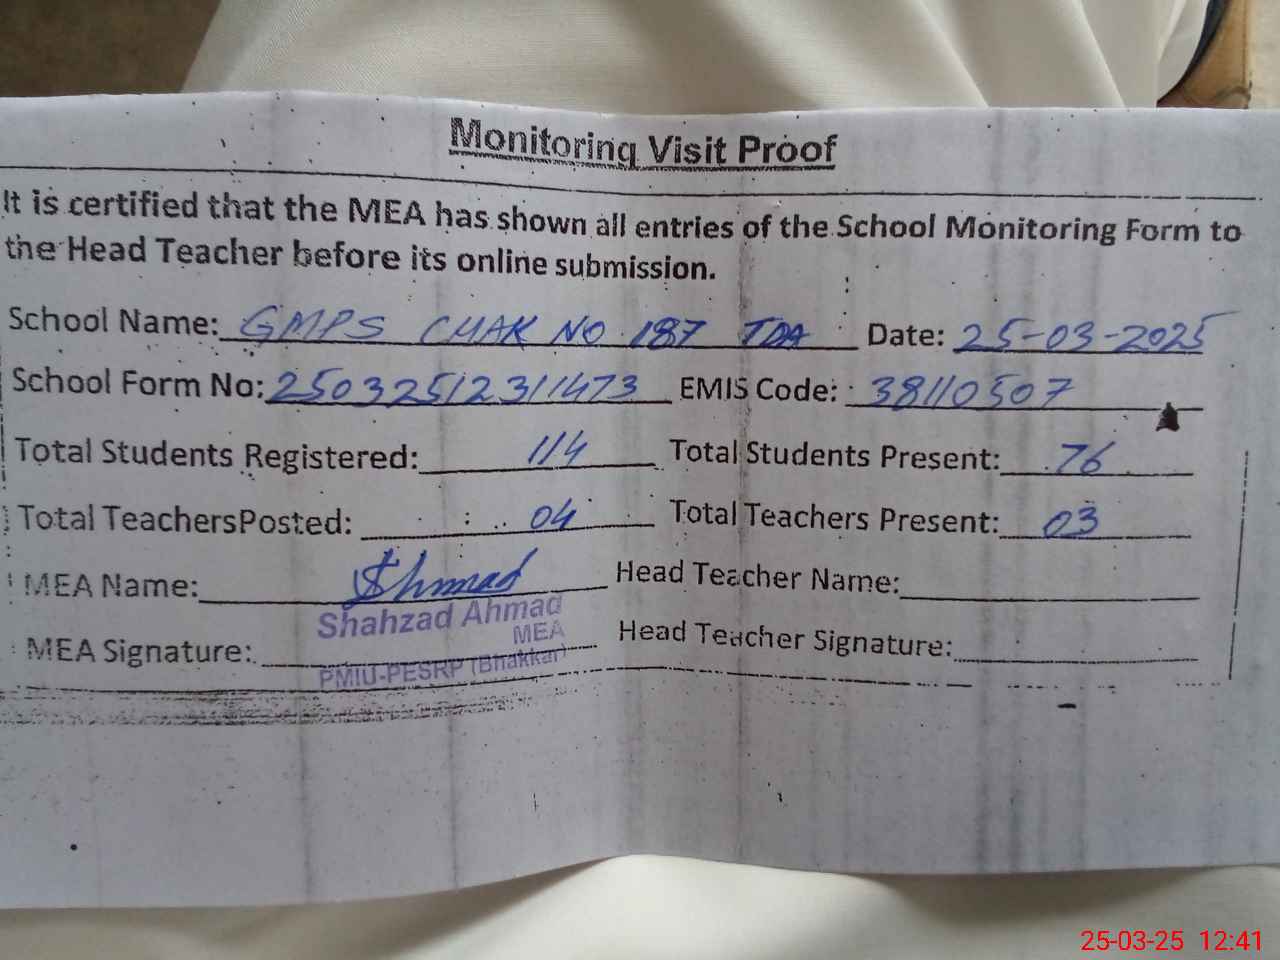 Monitoring Visit Proof
It is certified that the MEA has shown all entries of the School Monitoring Form to
the Head Teacher before its online submission.
School Name: GMPS CHAK NO 187 TDA Date: 25-03-2025
School Form No: 25032512311473 EMIS Code: 38110507
Total Students Registered: 114 Total Students Present: 76
Total TeachersPosted: 04 Total Teachers Present: 03
MEA Name: Shmad Head Teacher Name:
Shahzad Ahmad
MEA
MEA Signature: Head Teacher Signature:
PMIU-PESRP (Bhakkar)
25-03-25 12:41